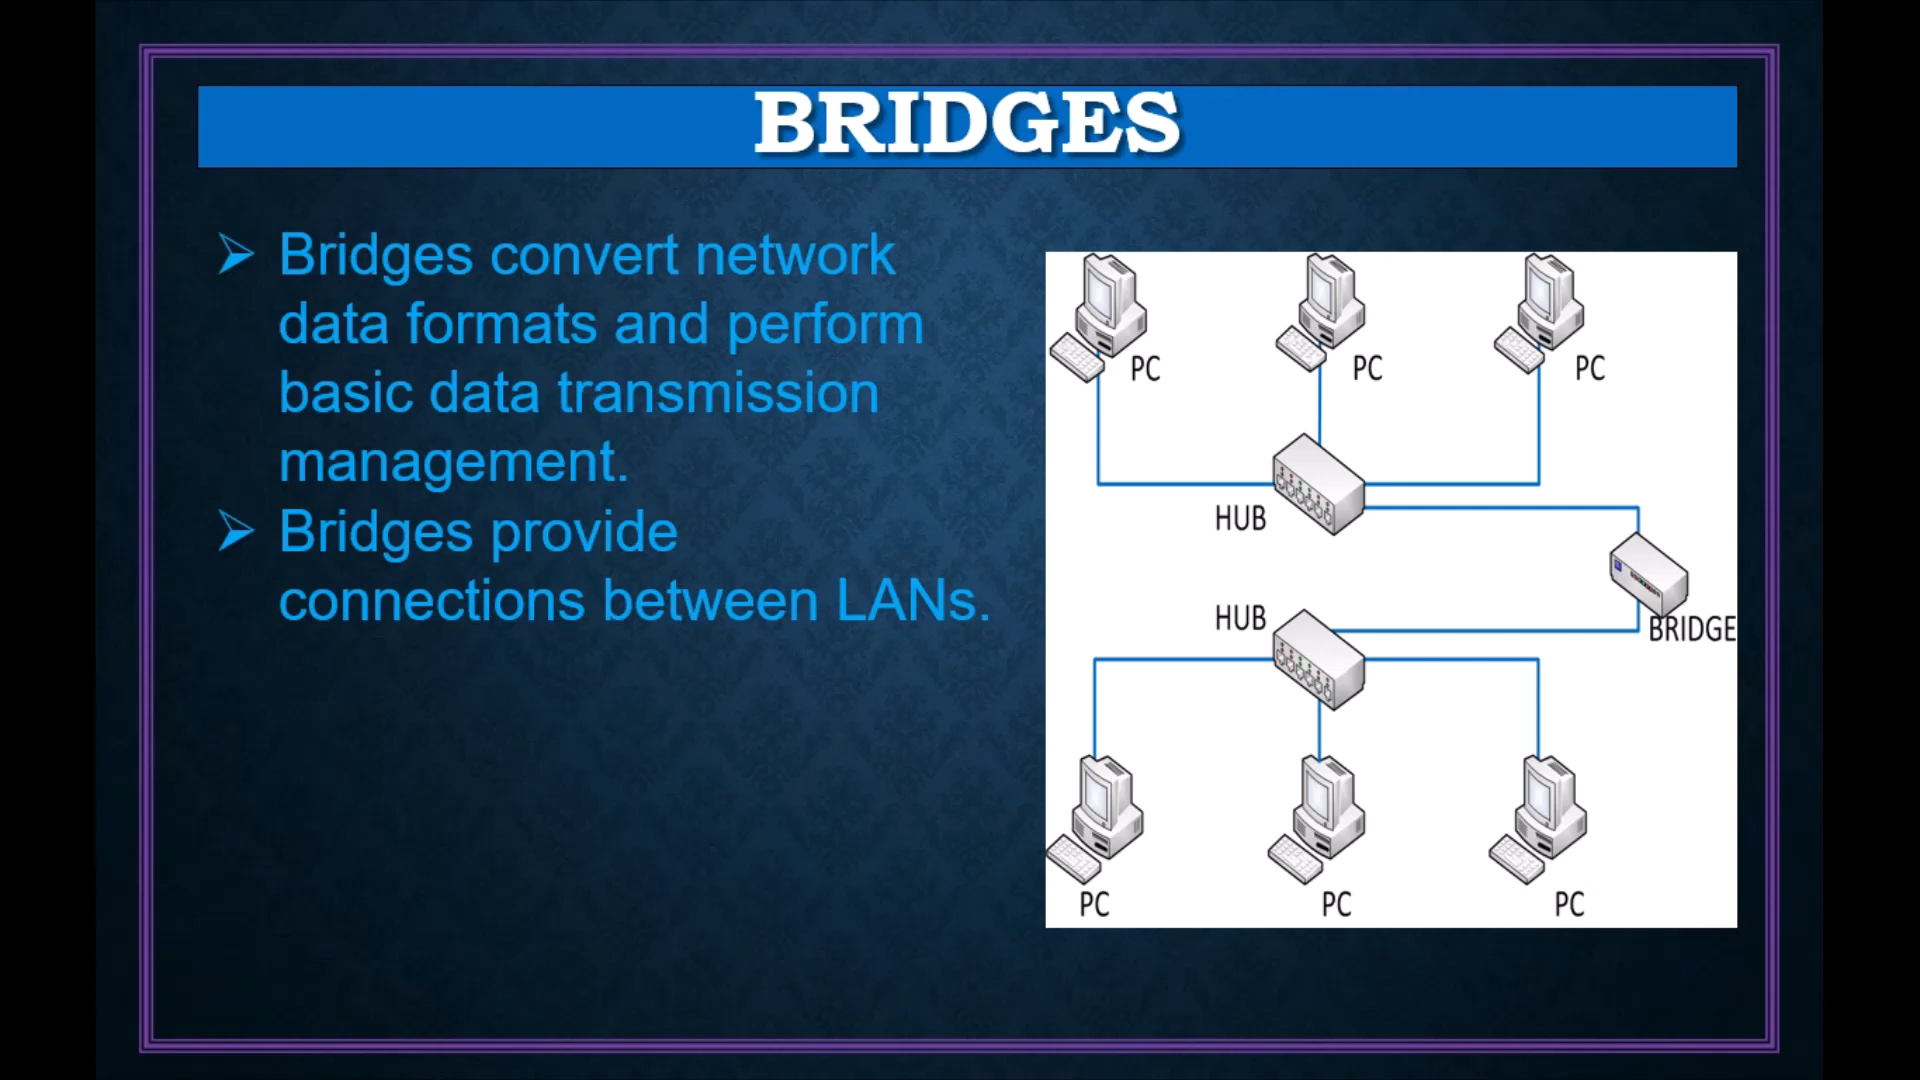 BRIDGES
➢ Bridges convert network
data formats and perform
basic data transmission
management.
➢ Bridges provide
connections between LANs.
PC PC PC
HUB
HUB
BRIDGE
PC PC PC